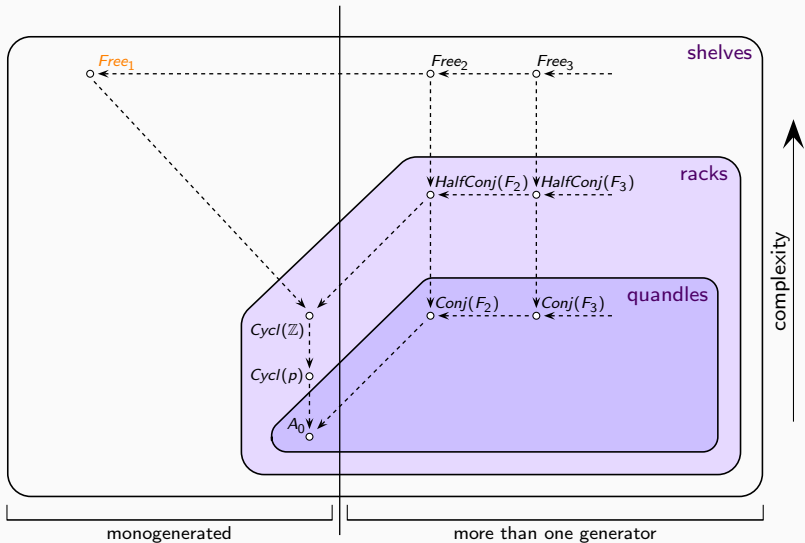 shelves
Free₁
Free₂
Free₃
racks
HalfConj(F₂)
HalfConj(F₃)
complexity
quandles
Conj(F₂)
Conj(F₃)
Cycl(ℤ)
Cycl(p)
A₀
monogenerated
more than one generator